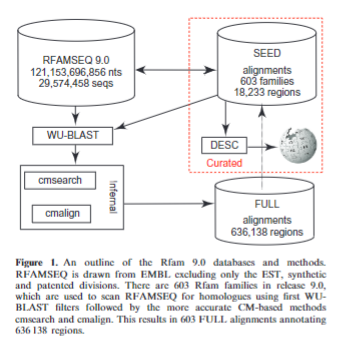 RFAMSEQ 9.0
121,153,696,856 nts
29,574,458 seqs
SEED
alignments
603 families
18,233 regions
WU-BLAST
DESC
Curated
cmsearch
cmalign
Infernal
FULL
alignments
636,138 regions
Figure 1. An outline of the Rfam 9.0 databases and methods.
RFAMSEQ is drawn from EMBL excluding only the EST, synthetic
and patented divisions. There are 603 Rfam families in release 9.0,
which are used to scan RFAMSEQ for homologues using first WU-
BLAST filters followed by the more accurate CM-based methods
cmsearch and cmalign. This results in 603 FULL alignments annotating
636 138 regions.